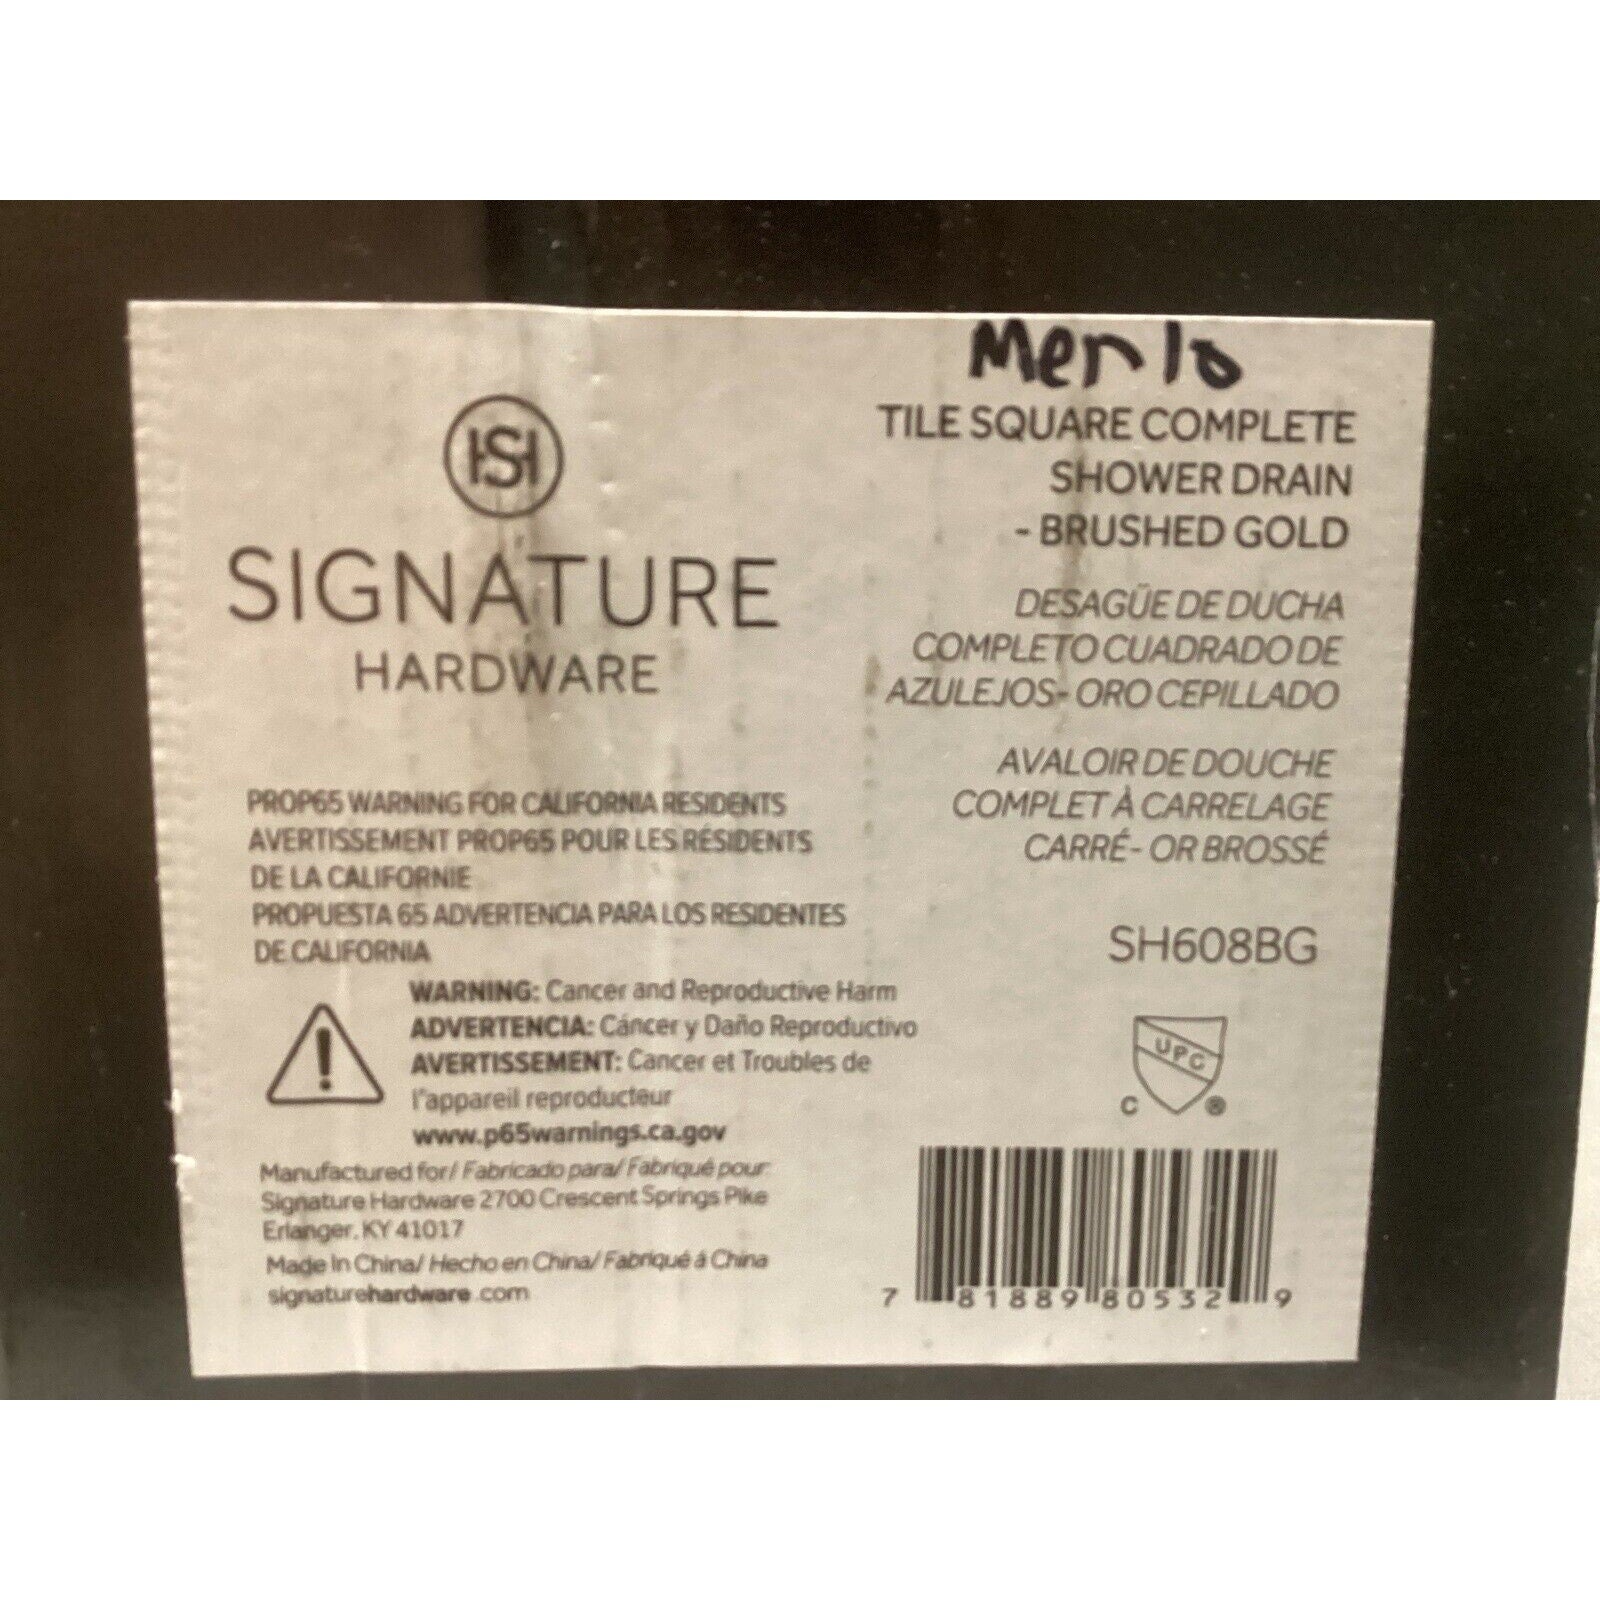 HSH
SIGNATURE
HARDWARE
Merlo
TILE SQUARE COMPLETE
SHOWER DRAIN
- BRUSHED GOLD
DESAGÜE DE DUCHA
COMPLETO CUADRADO DE
AZULEJOS- ORO CEPILLADO
AVALOIR DE DOUCHE
COMPLET À CARRELAGE
CARRÉ- OR BROSSÉ
SH608BG
PROP65 WARNING FOR CALIFORNIA RESIDENTS
AVERTISSEMENT PROP65 POUR LES RÉSIDENTS
DE LA CALIFORNIE
PROPUESTA 65 ADVERTENCIA PARA LOS RESIDENTES
DE CALIFORNIA
WARNING: Cancer and Reproductive Harm
ADVERTENCIA: Cáncer y Daño Reproductivo
AVERTISSEMENT: Cancer et Troubles de
l'appareil reproducteur
www.p65warnings.ca.gov
Manufactured for/ Fabricado para/ Fabriqué pour:
Signature Hardware 2700 Crescent Springs Pike
Erlanger, KY 41017
Made In China/ Hecho en China/ Fabriqué á China
signaturehardware.com
UPC
C ®
7 81889 80532 9